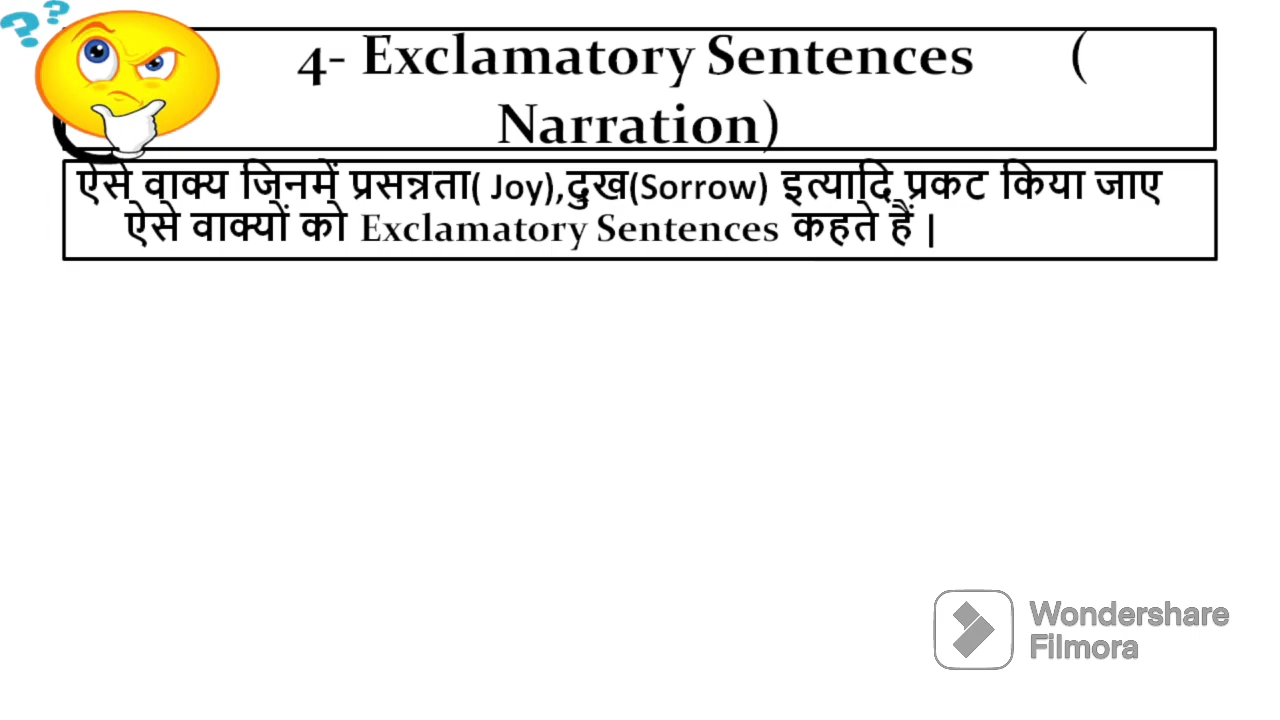 ? ?
4- Exclamatory Sentences (
Narration)
ऐसे वाक्य जिनमें प्रसन्नता( Joy),दुख(Sorrow) इत्यादि प्रकट किया जाए
ऐसे वाक्यों को Exclamatory Sentences कहते हैं |
Wondershare
Filmora